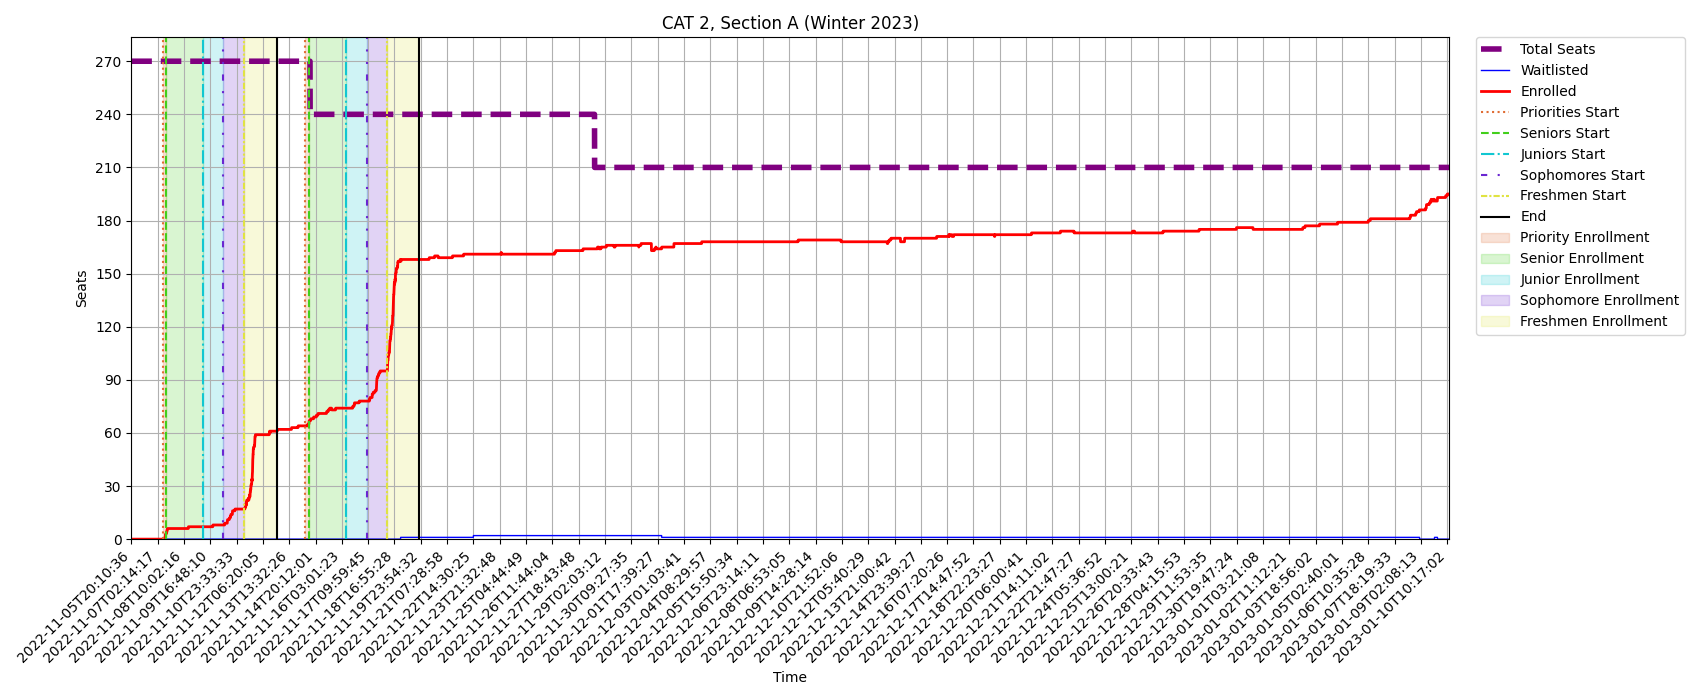 CAT 2, Section A (Winter 2023)
Seats
270
240
210
180
150
120
90
60
30
0
2022-11-05T20:10:36
2022-11-07T02:14:17
2022-11-08T10:02:16
2022-11-09T16:48:10
2022-11-10T23:33:33
2022-11-12T06:20:05
2022-11-13T13:32:26
2022-11-14T20:12:01
2022-11-16T03:01:23
2022-11-17T09:59:45
2022-11-18T16:55:28
2022-11-19T23:54:32
2022-11-21T07:28:58
2022-11-22T14:30:25
2022-11-23T21:32:48
2022-11-25T04:44:49
2022-11-26T11:44:04
2022-11-27T18:43:48
2022-11-29T02:03:12
2022-11-30T09:27:35
2022-12-01T17:39:27
2022-12-03T01:03:41
2022-12-04T08:29:57
2022-12-05T15:50:34
2022-12-06T23:14:11
2022-12-08T06:53:05
2022-12-09T14:28:14
2022-12-10T21:52:06
2022-12-12T05:40:29
2022-12-13T21:00:42
2022-12-14T23:39:27
2022-12-16T07:20:26
2022-12-17T14:47:52
2022-12-18T22:23:27
2022-12-20T06:00:41
2022-12-21T14:11:02
2022-12-22T21:47:27
2022-12-24T05:36:52
2022-12-25T13:00:21
2022-12-26T20:33:43
2022-12-28T04:15:53
2022-12-29T11:53:35
2022-12-30T19:47:24
2023-01-01T03:21:08
2023-01-02T11:12:21
2023-01-03T18:56:02
2023-01-05T02:40:01
2023-01-06T10:35:28
2023-01-07T18:19:33
2023-01-09T02:08:13
2023-01-10T10:17:02
Time
Total Seats
Waitlisted
Enrolled
Priorities Start
Seniors Start
Juniors Start
Sophomores Start
Freshmen Start
End
Priority Enrollment
Senior Enrollment
Junior Enrollment
Sophomore Enrollment
Freshmen Enrollment